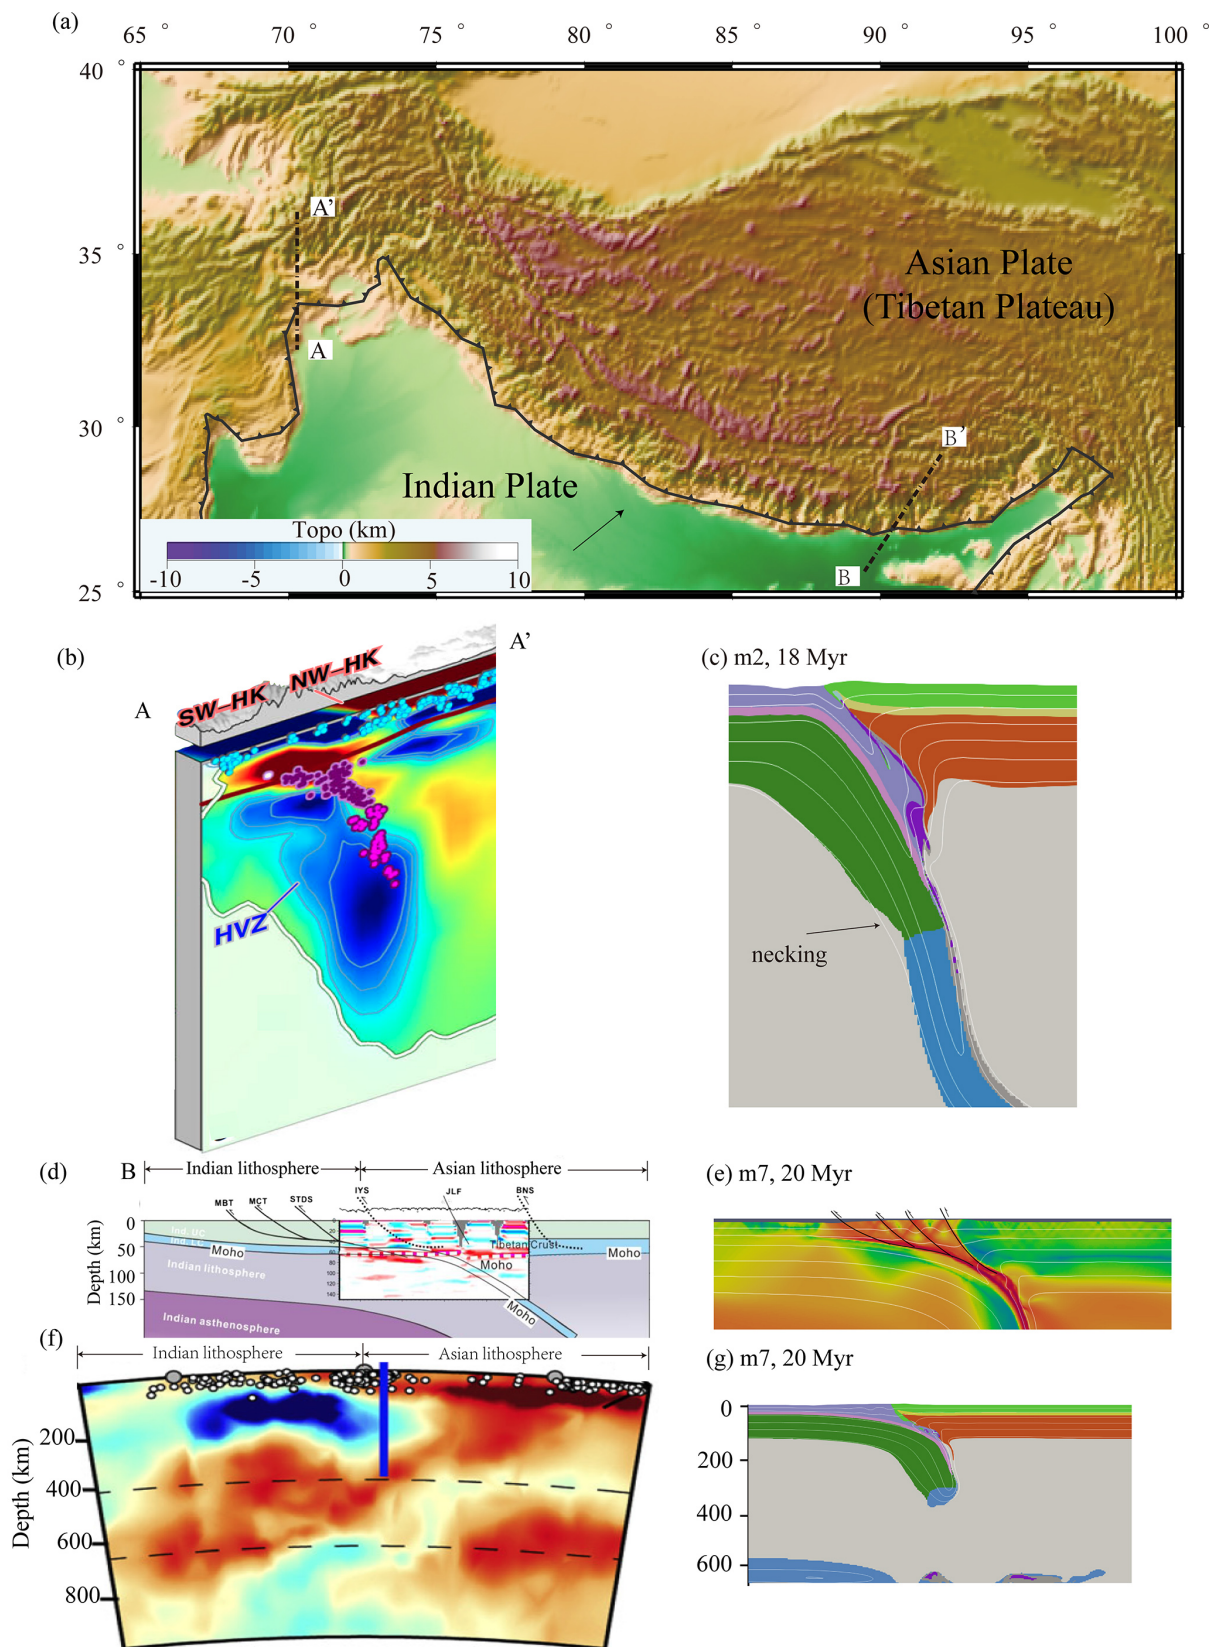 (a)
65 ° 70 ° 75 ° 80 ° 85 ° 90 ° 95 ° 100 °
40 °
A'
35 °
Asian Plate
(Tibetan Plateau)
A
30 °
B'
Indian Plate
Topo (km)
-10 -5 0 5 10
B
25 °
(b)
A'
A
SW–HK NW–HK
HVZ
(c) m2, 18 Myr
necking
(d)
B
Indian lithosphere
Asian lithosphere
MBT MCT STDS IYS JLF BNS
Depth (km)
0
50
100
150
Ind. UC
Moho
Tibetan Crust
Moho
Moho
Moho
Indian lithosphere
Indian asthenosphere
(e) m7, 20 Myr
(f)
Indian lithosphere
Asian lithosphere
Depth (km)
200
400
600
800
(g) m7, 20 Myr
0
200
400
600